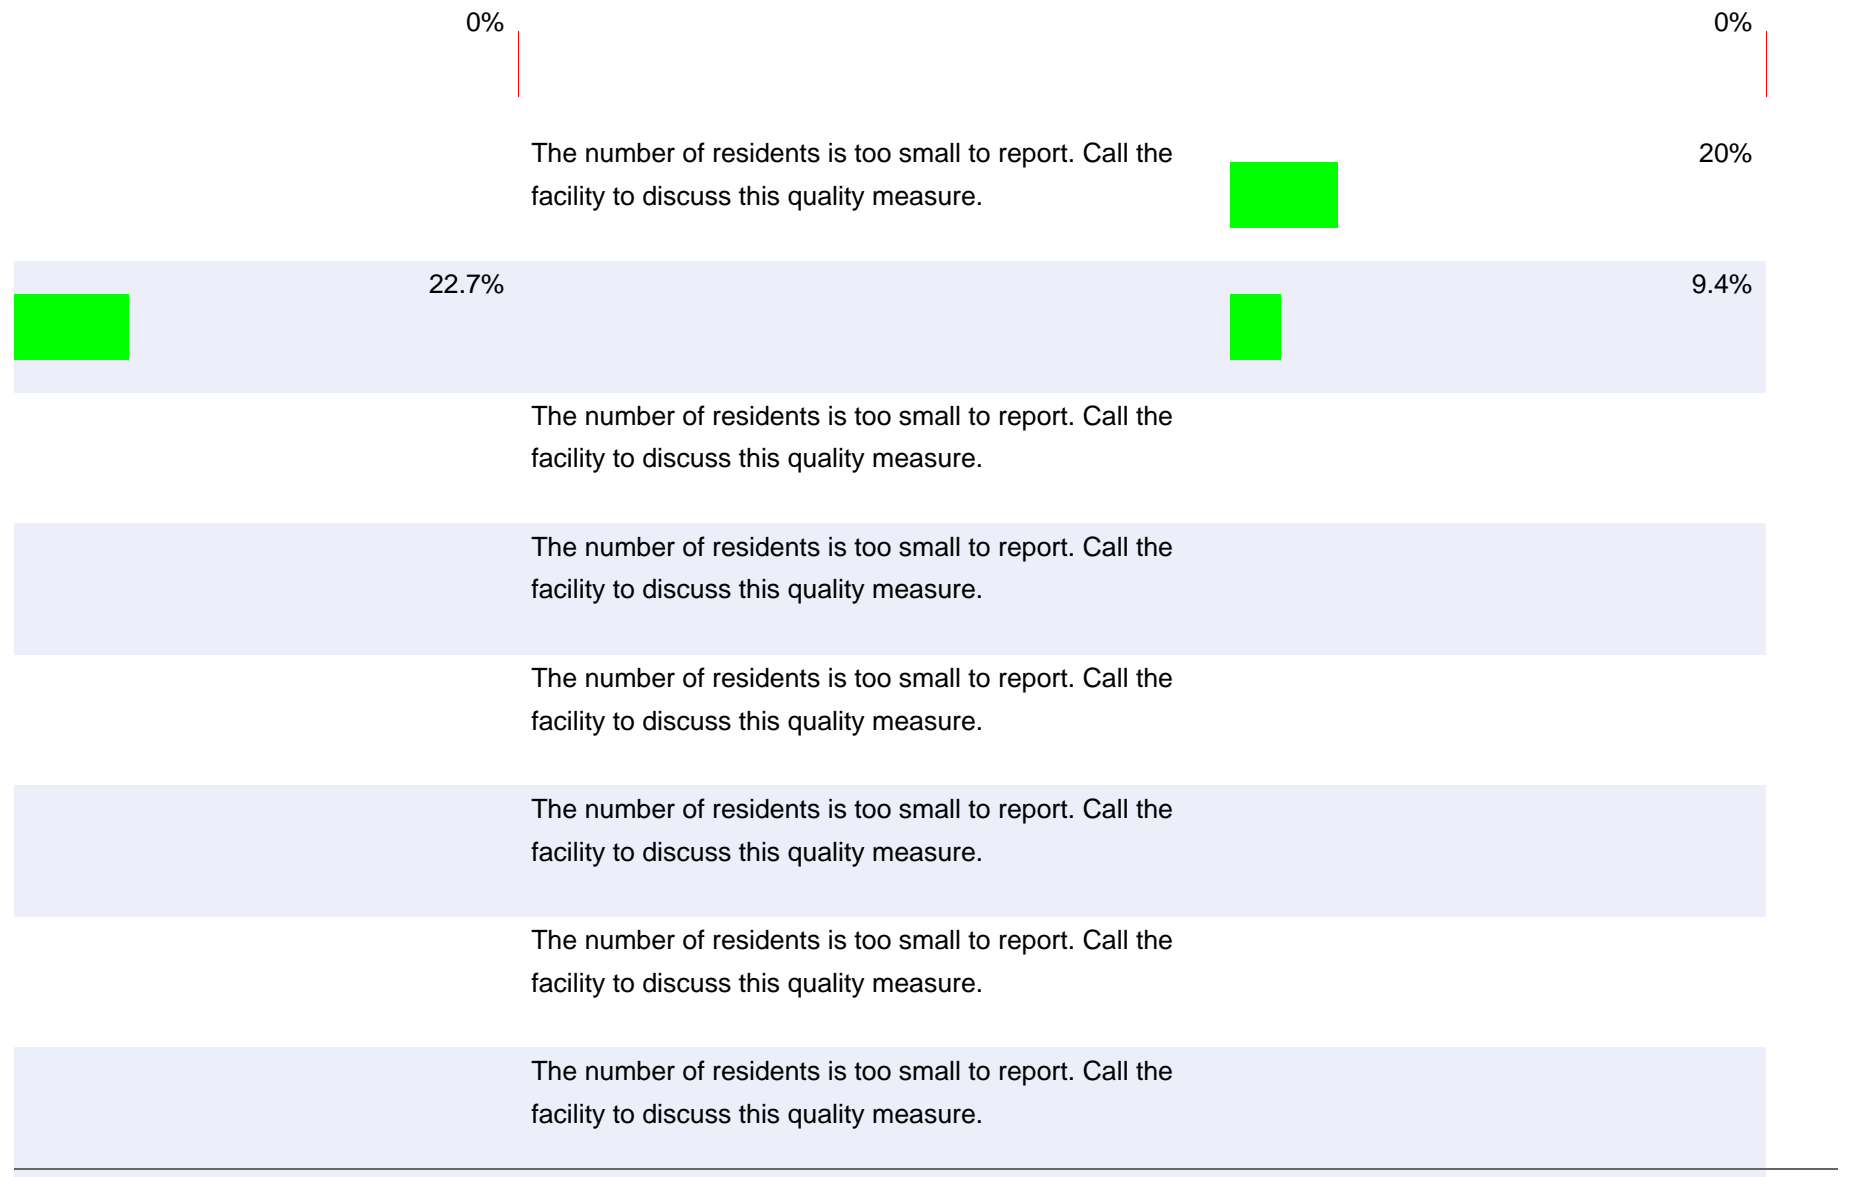 0% 0%
The number of residents is too small to report. Call the 20%
facility to discuss this quality measure.
22.7% 9.4%
The number of residents is too small to report. Call the
facility to discuss this quality measure.
The number of residents is too small to report. Call the
facility to discuss this quality measure.
The number of residents is too small to report. Call the
facility to discuss this quality measure.
The number of residents is too small to report. Call the
facility to discuss this quality measure.
The number of residents is too small to report. Call the
facility to discuss this quality measure.
The number of residents is too small to report. Call the
facility to discuss this quality measure.